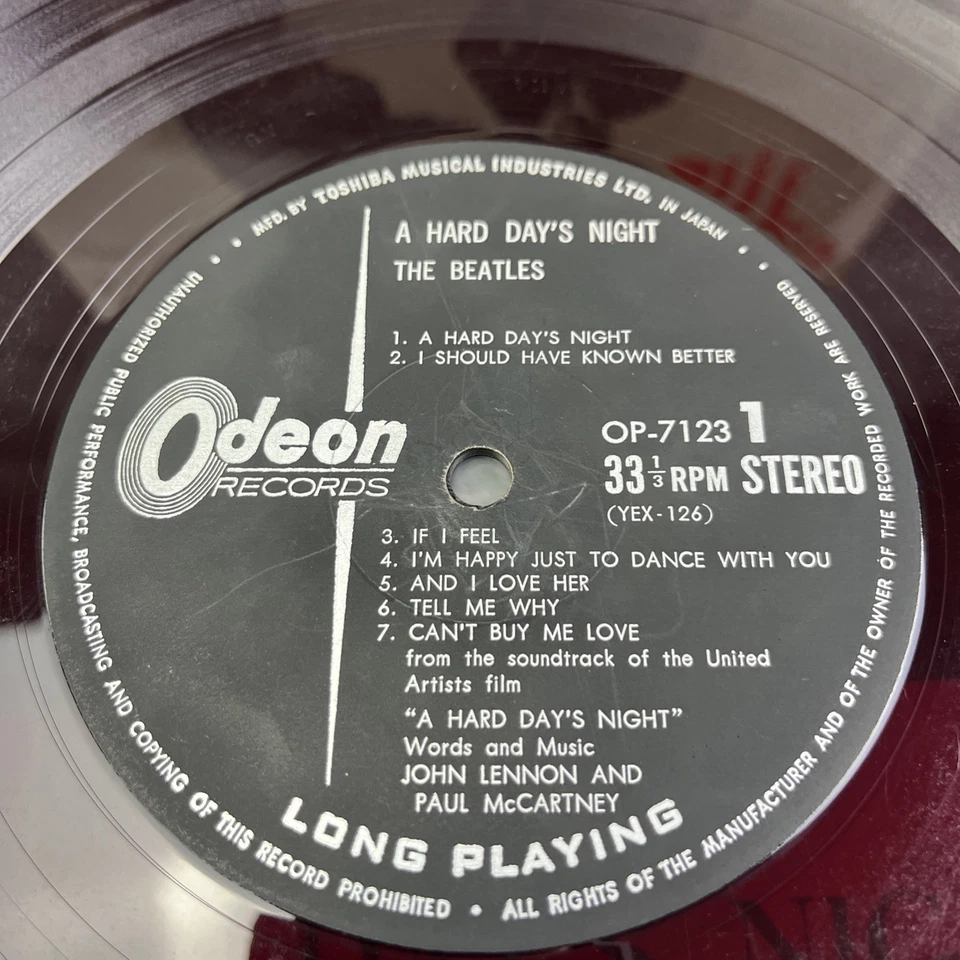 MFD. BY TOSHIBA MUSICAL INDUSTRIES LTD. IN JAPAN
A HARD DAY'S NIGHT
THE BEATLES
1. A HARD DAY'S NIGHT
2. I SHOULD HAVE KNOWN BETTER
Odeon
RECORDS
OP-7123 1
33 1/3 RPM STEREO
(YEX-126)
3. IF I FEEL
4. I'M HAPPY JUST TO DANCE WITH YOU
5. AND I LOVE HER
6. TELL ME WHY
7. CAN'T BUY ME LOVE
from the soundtrack of the United
Artists film
"A HARD DAY'S NIGHT"
Words and Music
JOHN LENNON AND
PAUL McCARTNEY
LONG PLAYING
UNAUTHORIZED PUBLIC PERFORMANCE, BROADCASTING AND COPYING OF THIS RECORD PROHIBITED • ALL RIGHTS OF THE MANUFACTURER AND OF THE OWNER OF THE RECORDED WORK ARE RESERVED